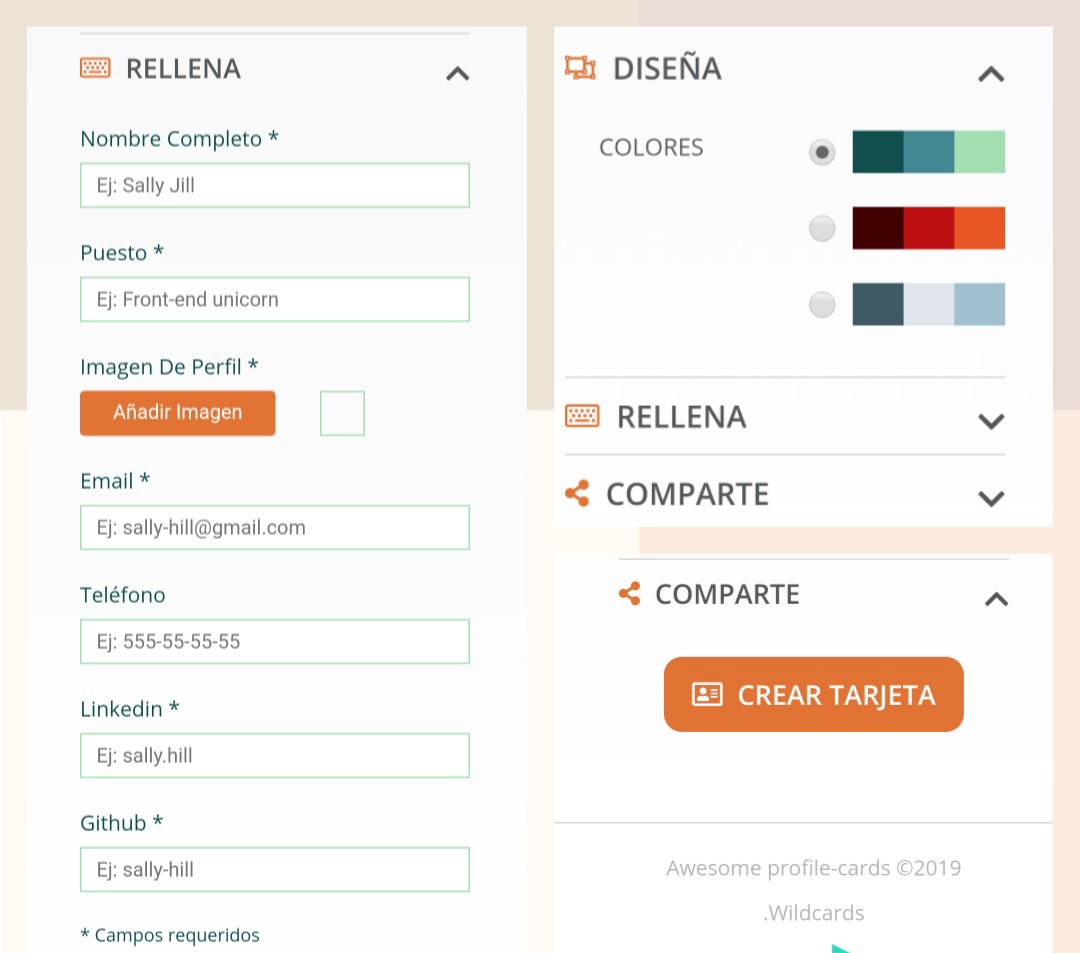 RELLENA
Nombre Completo *
Ej: Sally Jill
Puesto *
Ej: Front-end unicorn
Imagen De Perfil *
Añadir Imagen
Email *
Ej: sally-hill@gmail.com
Teléfono
Ej: 555-55-55-55
Linkedin *
Ej: sally.hill
Github *
Ej: sally-hill
* Campos requeridos
DISEÑA
COLORES
RELLENA
COMPARTE
COMPARTE
CREAR TARJETA
Awesome profile-cards ©2019
.Wildcards